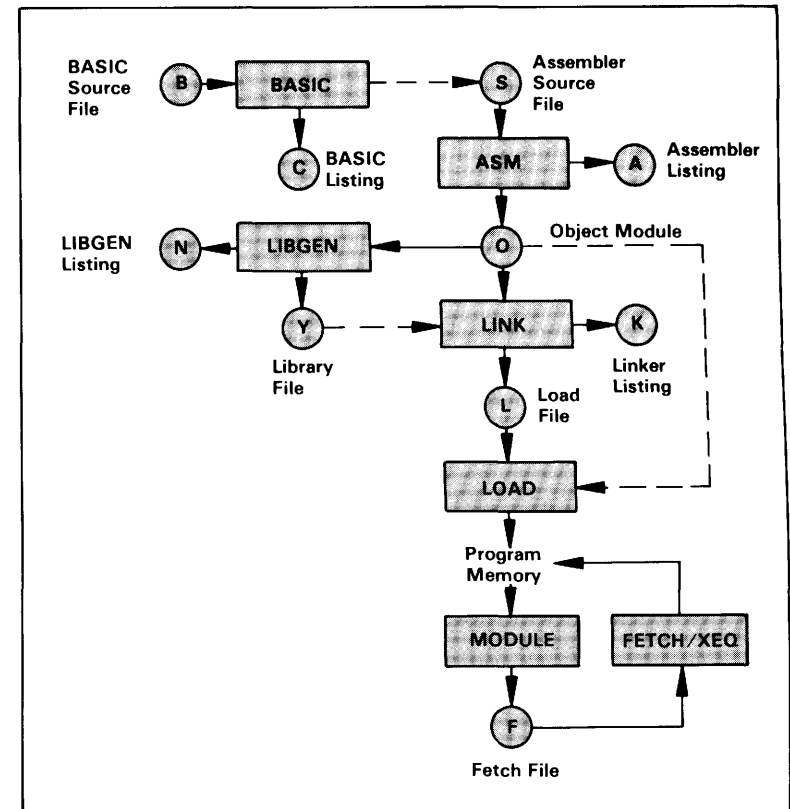 BASIC
Source
File
B
BASIC
S
Assembler
Source
File
C
BASIC
Listing
ASM
A
Assembler
Listing
LIBGEN
Listing
N
LIBGEN
O
Object Module
Y
Library
File
LINK
K
Linker
Listing
L
Load
File
LOAD
Program
Memory
MODULE
FETCH/XEQ
F
Fetch File